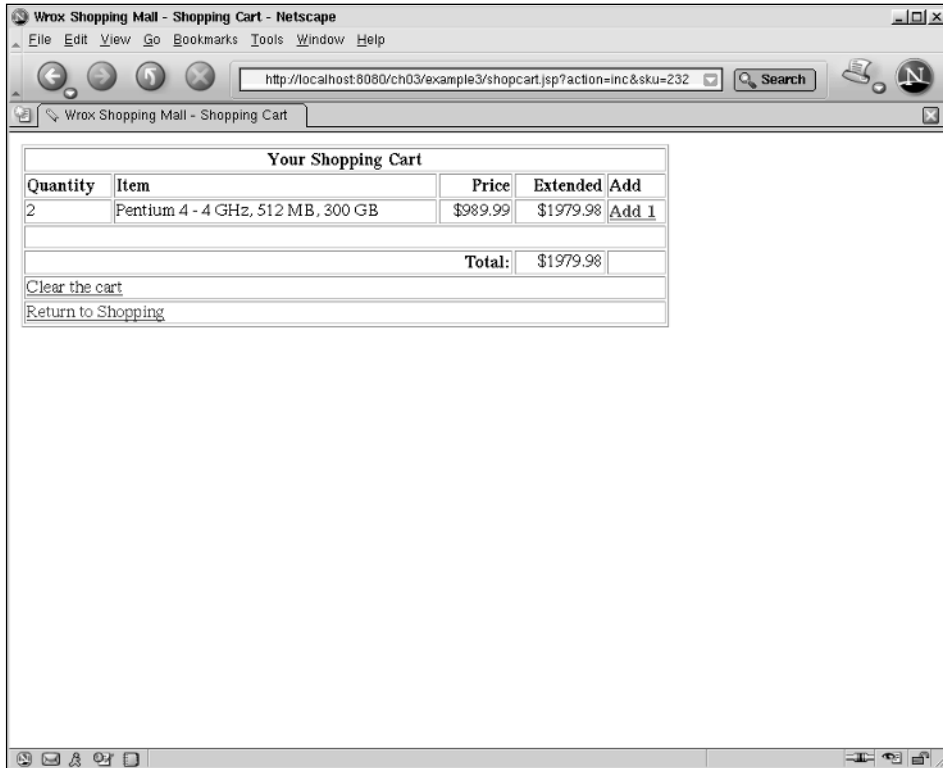 Wrox Shopping Mall - Shopping Cart - Netscape
File Edit View Go Bookmarks Tools Window Help
http://localhost:8080/ch03/example3/shopcart.jsp?action=inc&sku=232 Search N
Wrox Shopping Mall - Shopping Cart
Your Shopping Cart
Quantity Item Price Extended Add
2 Pentium 4 - 4 GHz, 512 MB, 300 GB $989.99 $1979.98 Add 1
Total: $1979.98
Clear the cart
Return to Shopping